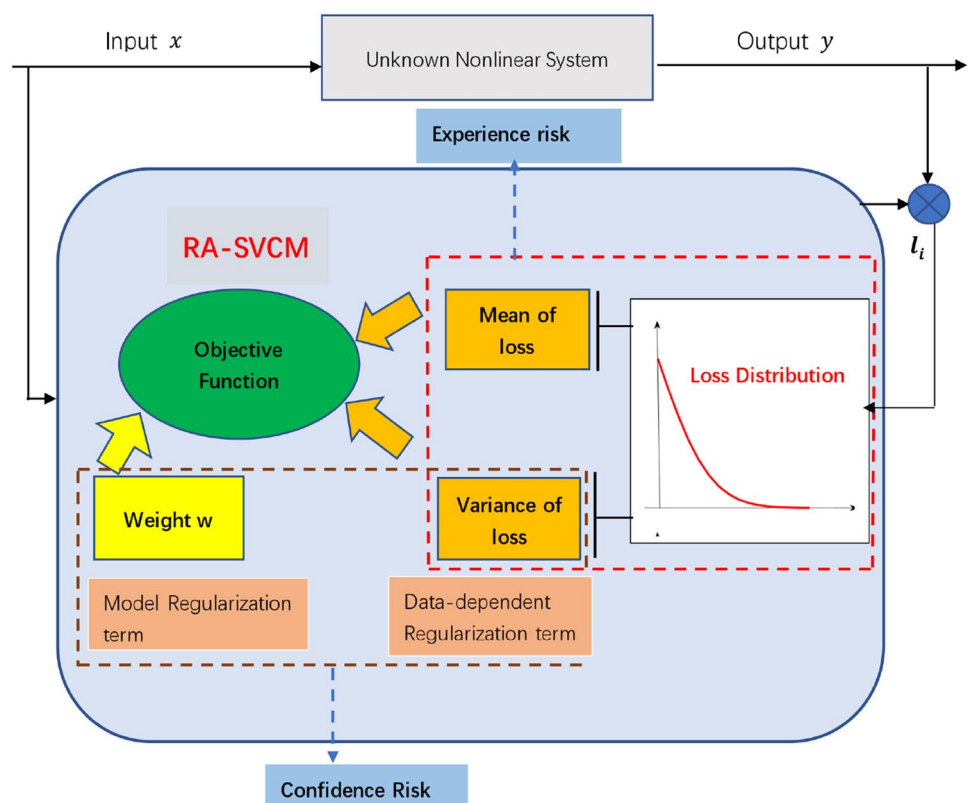 Input x
Unknown Nonlinear System
Output y
Experience risk
l_i
RA-SVCM
Objective
Function
Mean of
loss
Loss Distribution
Weight w
Variance of
loss
Model Regularization
term
Data-dependent
Regularization term
Confidence Risk